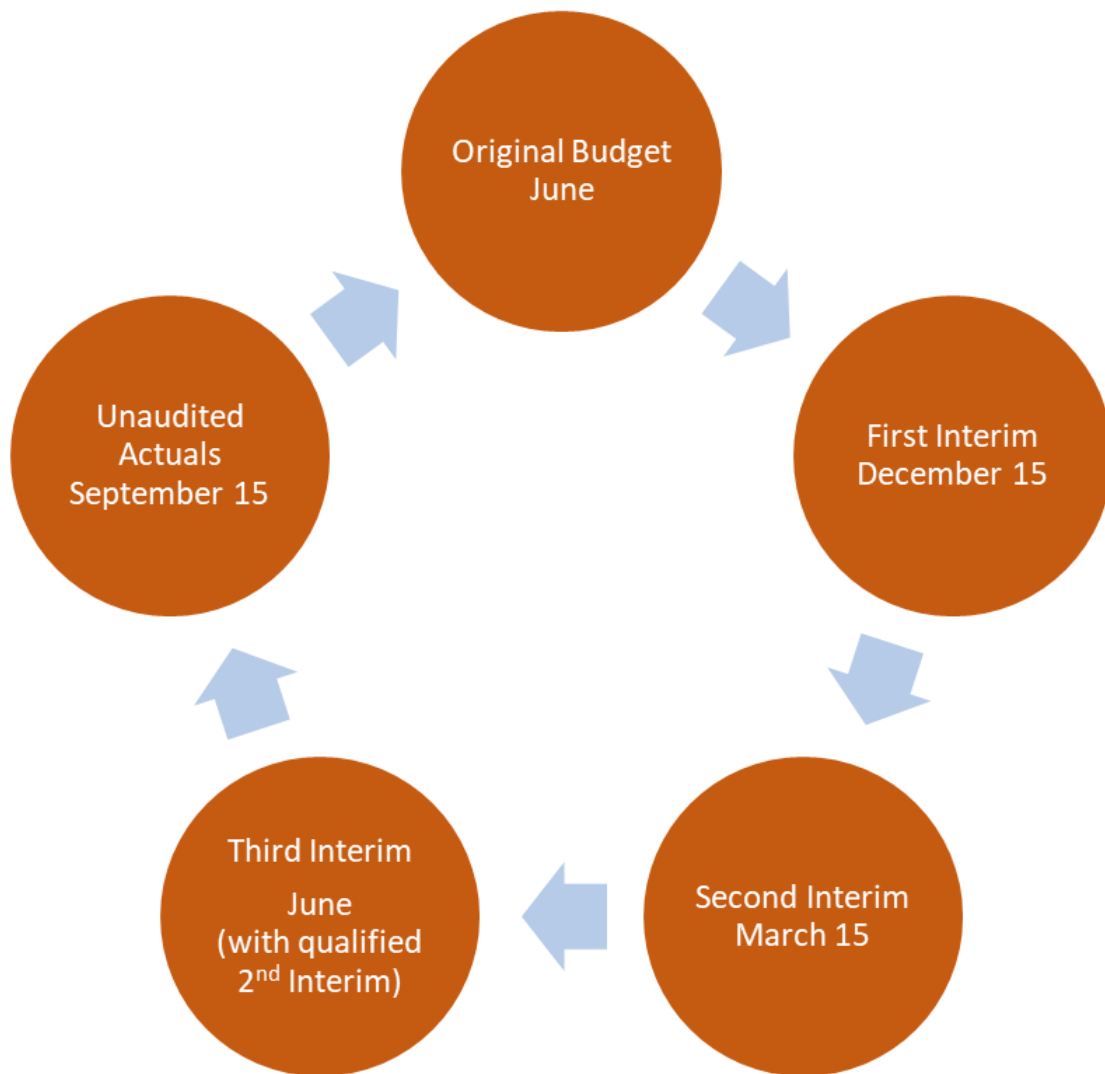 Original Budget
June
First Interim
December 15
Second Interim
March 15
Third Interim
June
(with qualified
2nd Interim)
Unaudited
Actuals
September 15